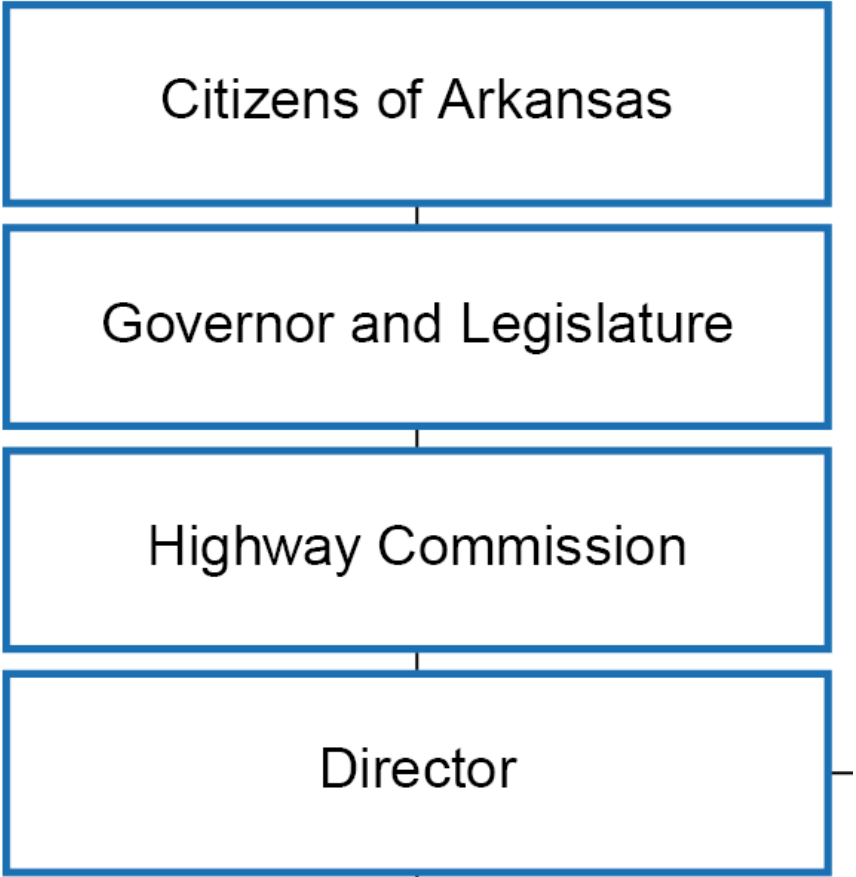 Citizens of Arkansas
Governor and Legislature
Highway Commission
Director